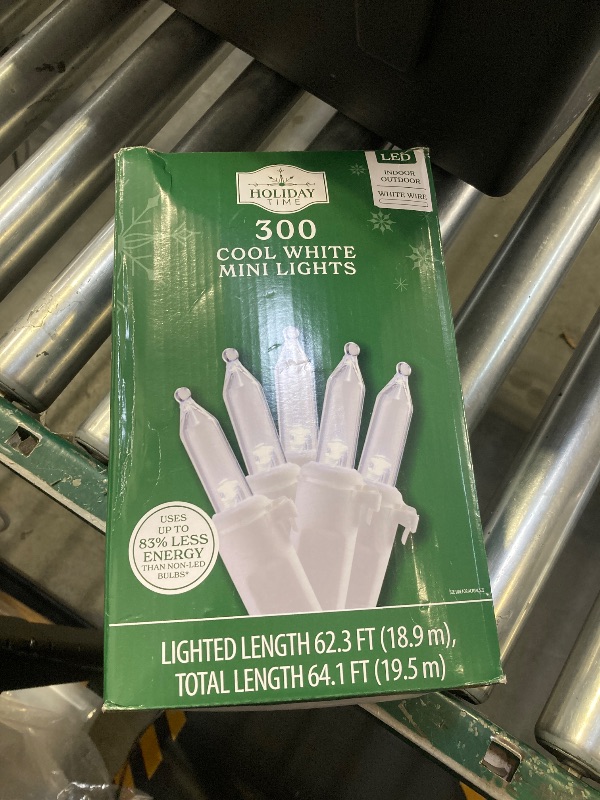 LED
INDOOR
OUTDOOR
WHITE WIRE
HOLIDAY
TIME
300
COOL WHITE
MINI LIGHTS
USES
UP TO
83% LESS
ENERGY
THAN NON-LED
BULBS*
LIGHTED LENGTH 62.3 FT (18.9 m),
TOTAL LENGTH 64.1 FT (19.5 m)